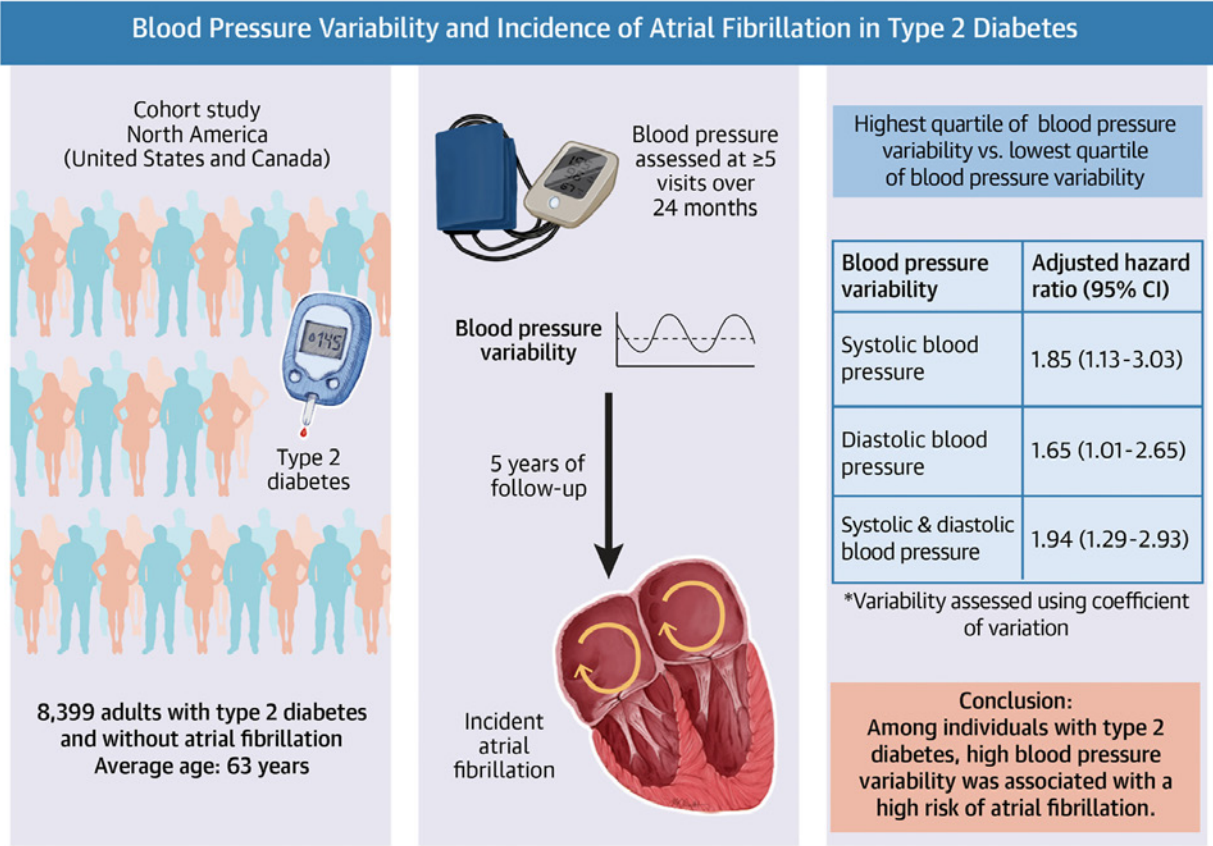 Blood Pressure Variability and Incidence of Atrial Fibrillation in Type 2 Diabetes
Cohort study
North America
(United States and Canada)
145
Type 2
diabetes
8,399 adults with type 2 diabetes
and without atrial fibrillation
Average age: 63 years
Blood pressure
assessed at ≥5
visits over
24 months
Blood pressure
variability
5 years of
follow-up
Incident
atrial
fibrillation
Highest quartile of blood pressure
variability vs. lowest quartile
of blood pressure variability
Blood pressure
variability
Adjusted hazard
ratio (95% CI)
Systolic blood
pressure
1.85 (1.13-3.03)
Diastolic blood
pressure
1.65 (1.01-2.65)
Systolic & diastolic
blood pressure
1.94 (1.29-2.93)
*Variability assessed using coefficient
of variation
Conclusion:
Among individuals with type 2
diabetes, high blood pressure
variability was associated with a
high risk of atrial fibrillation.